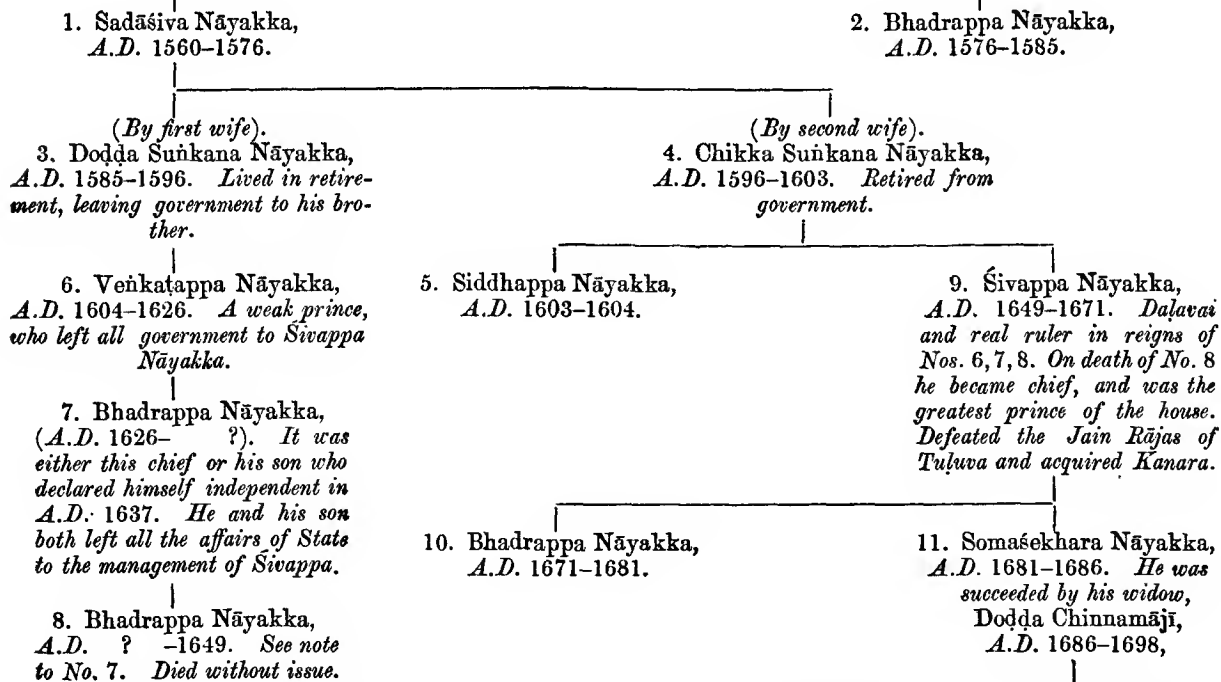 1. Sadāśiva Nāyakka,
A.D. 1560–1576.
2. Bhadrappa Nāyakka,
A.D. 1576–1585.
(By first wife).
3. Doḍḍa Suṅkana Nāyakka,
A.D. 1585–1596. Lived in retire-
ment, leaving government to his bro-
ther.
(By second wife).
4. Chikka Suṅkana Nāyakka,
A.D. 1596–1603. Retired from
government.
6. Veṅkaṭappa Nāyakka,
A.D. 1604–1626. A weak prince,
who left all government to Śivappa
Nāyakka.
5. Siddhappa Nāyakka,
A.D. 1603–1604.
9. Śivappa Nāyakka,
A.D. 1649–1671. Daḷavai
and real ruler in reigns of
Nos. 6, 7, 8. On death of No. 8
he became chief, and was the
greatest prince of the house.
Defeated the Jain Rājas of
Tuḷuva and acquired Kanara.
7. Bhadrappa Nāyakka,
(A.D. 1626– ?). It was
either this chief or his son who
declared himself independent in
A.D. 1637. He and his son
both left all the affairs of State
to the management of Śivappa.
8. Bhadrappa Nāyakka,
A.D. ? –1649. See note
to No. 7. Died without issue.
10. Bhadrappa Nāyakka,
A.D. 1671–1681.
11. Somaśekhara Nāyakka,
A.D. 1681–1686. He was
succeeded by his widow,
Doḍḍa Chinnamājī,
A.D. 1686–1698,